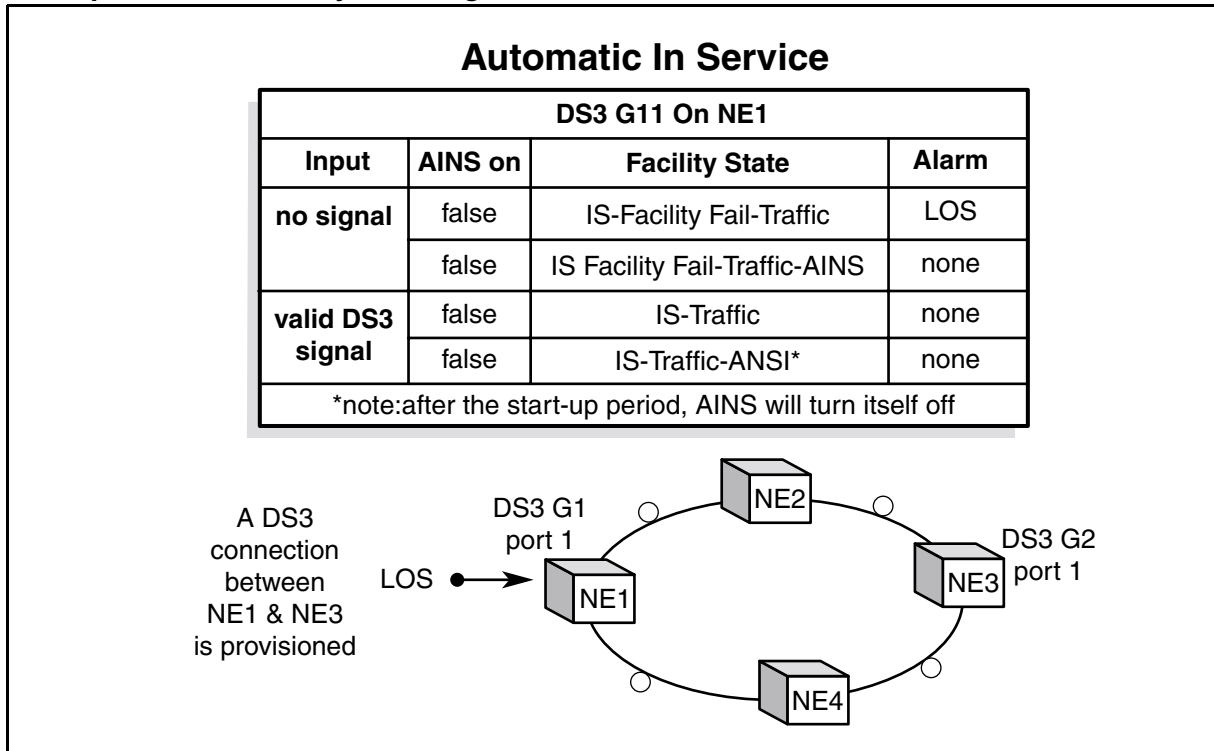 Automatic In Service
DS3 G11 On NE1
Input AINS on Facility State Alarm
no signal false IS-Facility Fail-Traffic LOS
false IS Facility Fail-Traffic-AINS none
valid DS3 signal false IS-Traffic none
false IS-Traffic-ANSI* none
*note:after the start-up period, AINS will turn itself off
A DS3
connection
between
NE1 & NE3
is provisioned
LOS
DS3 G1
port 1
NE1
NE2
DS3 G2
port 1
NE3
NE4